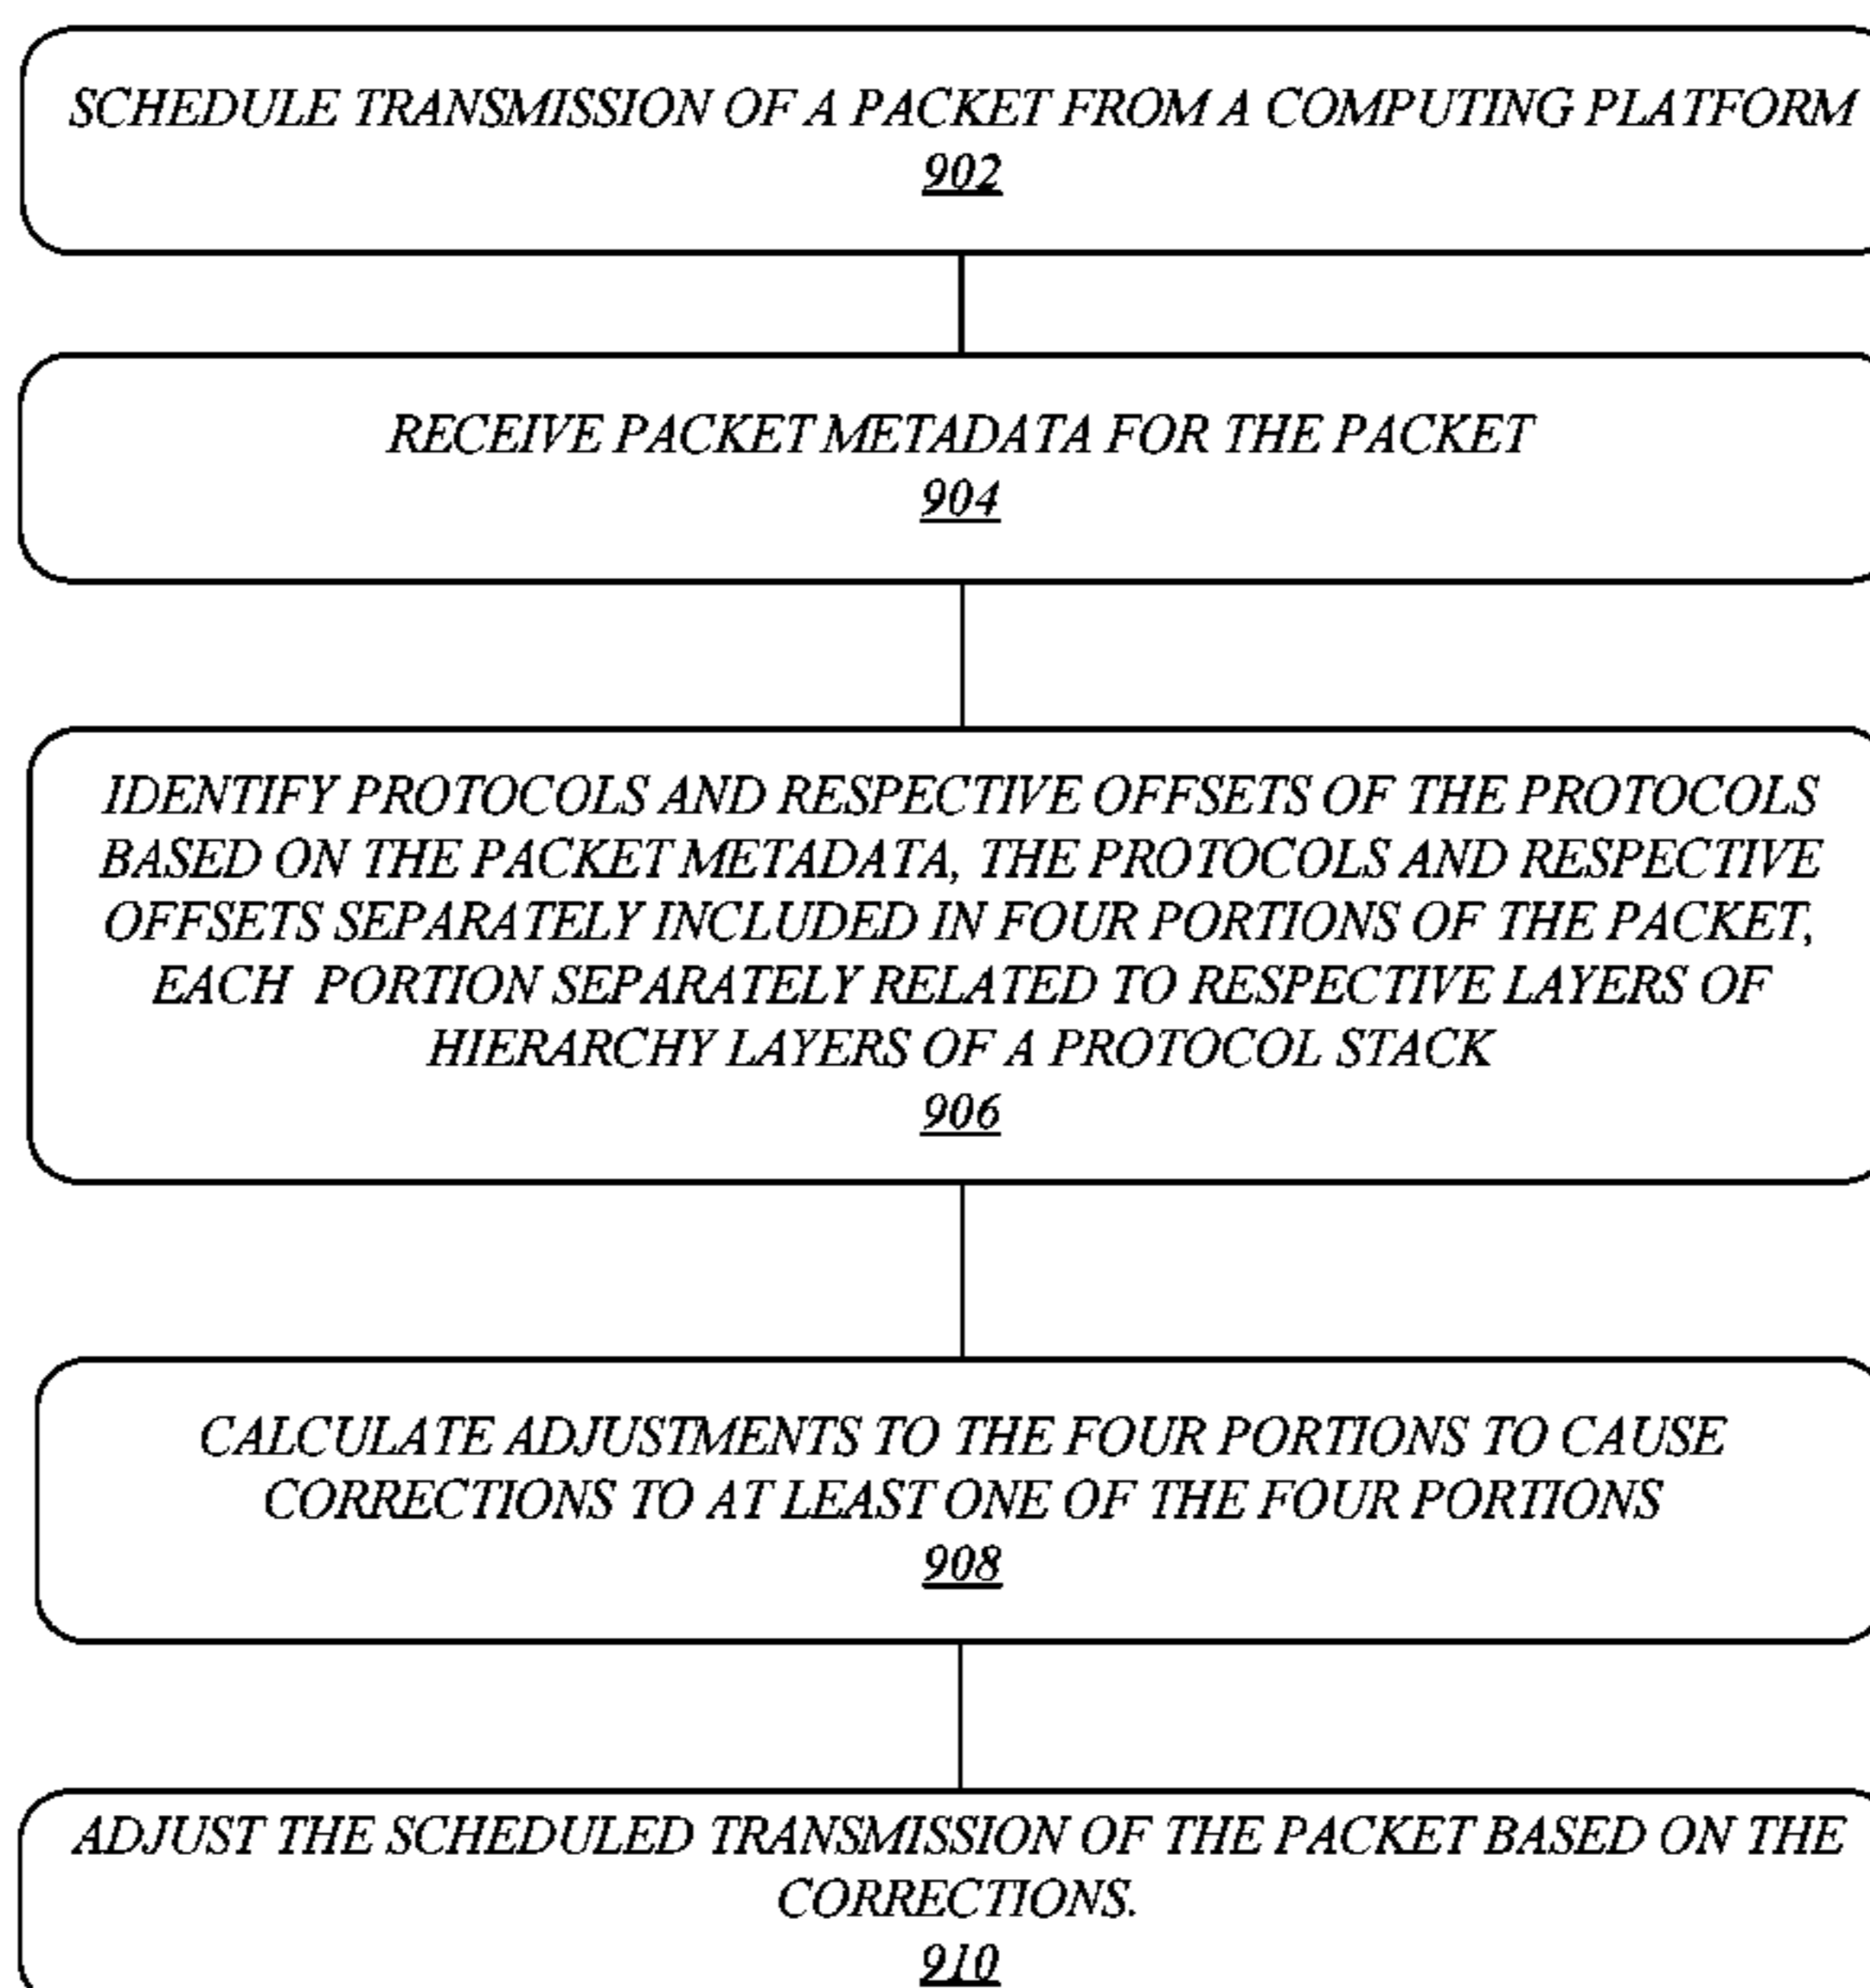 SCHEDULE TRANSMISSION OF A PACKET FROM A COMPUTING PLATFORM
902
RECEIVE PACKET METADATA FOR THE PACKET
904
IDENTIFY PROTOCOLS AND RESPECTIVE OFFSETS OF THE PROTOCOLS
BASED ON THE PACKET METADATA, THE PROTOCOLS AND RESPECTIVE
OFFSETS SEPARATELY INCLUDED IN FOUR PORTIONS OF THE PACKET,
EACH PORTION SEPARATELY RELATED TO RESPECTIVE LAYERS OF
HIERARCHY LAYERS OF A PROTOCOL STACK
906
CALCULATE ADJUSTMENTS TO THE FOUR PORTIONS TO CAUSE
CORRECTIONS TO AT LEAST ONE OF THE FOUR PORTIONS
908
ADJUST THE SCHEDULED TRANSMISSION OF THE PACKET BASED ON THE
CORRECTIONS.
910